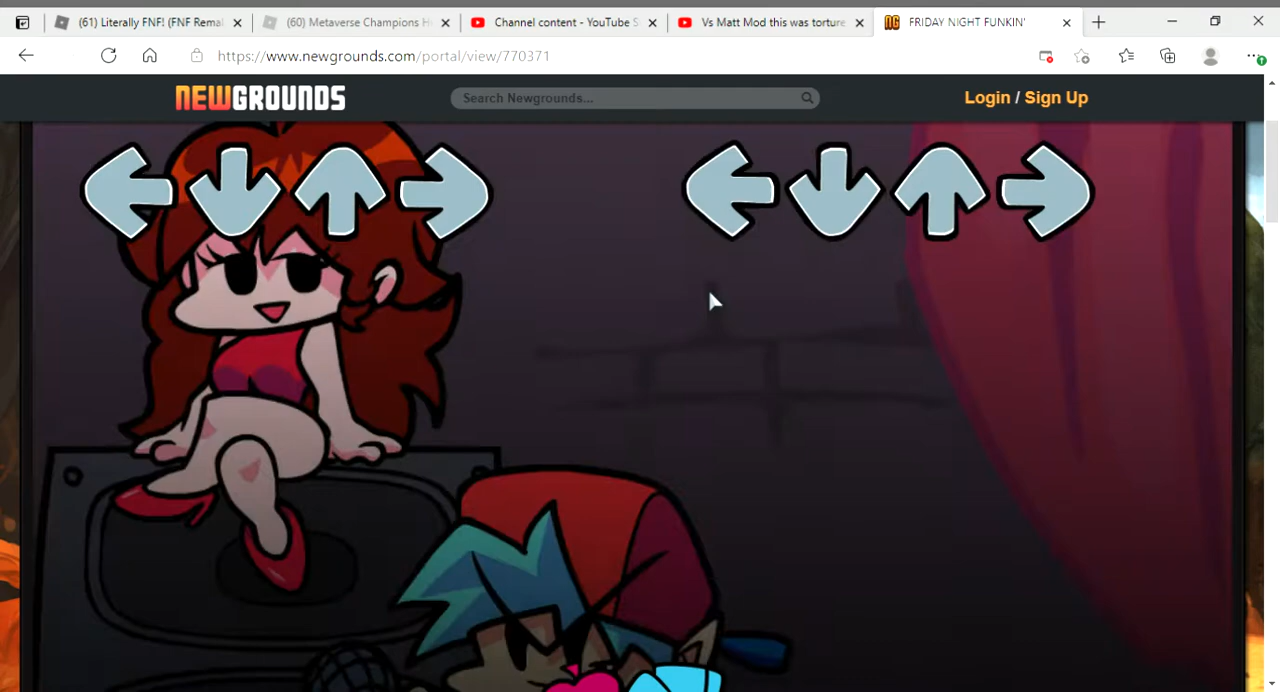 (61) Literally FNF! (FNF Remal
(60) Metaverse Champions H
Channel content - YouTube S
Vs Matt Mod this was torture
FRIDAY NIGHT FUNKIN'
https://www.newgrounds.com/portal/view/770371
NEWGROUNDS
Search Newgrounds...
Login / Sign Up